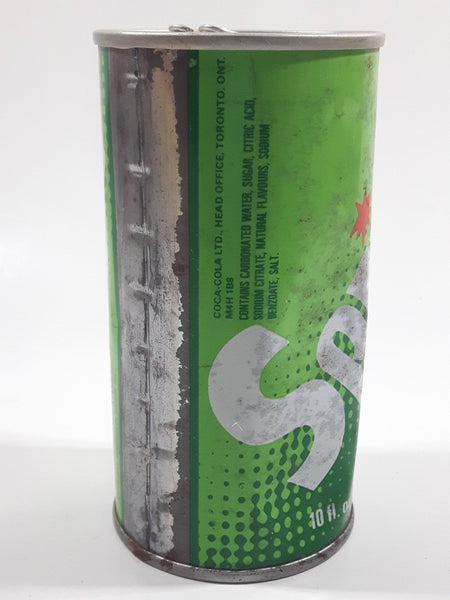 COCA-COLA LTD., HEAD OFFICE, TORONTO, ONT.
M4H 1B8
CONTAINS CARBONATED WATER, SUGAR, CITRIC ACID,
SODIUM CITRATE, NATURAL FLAVOURS, SODIUM
BENZOATE, SALT.
Sp
10 fl. o